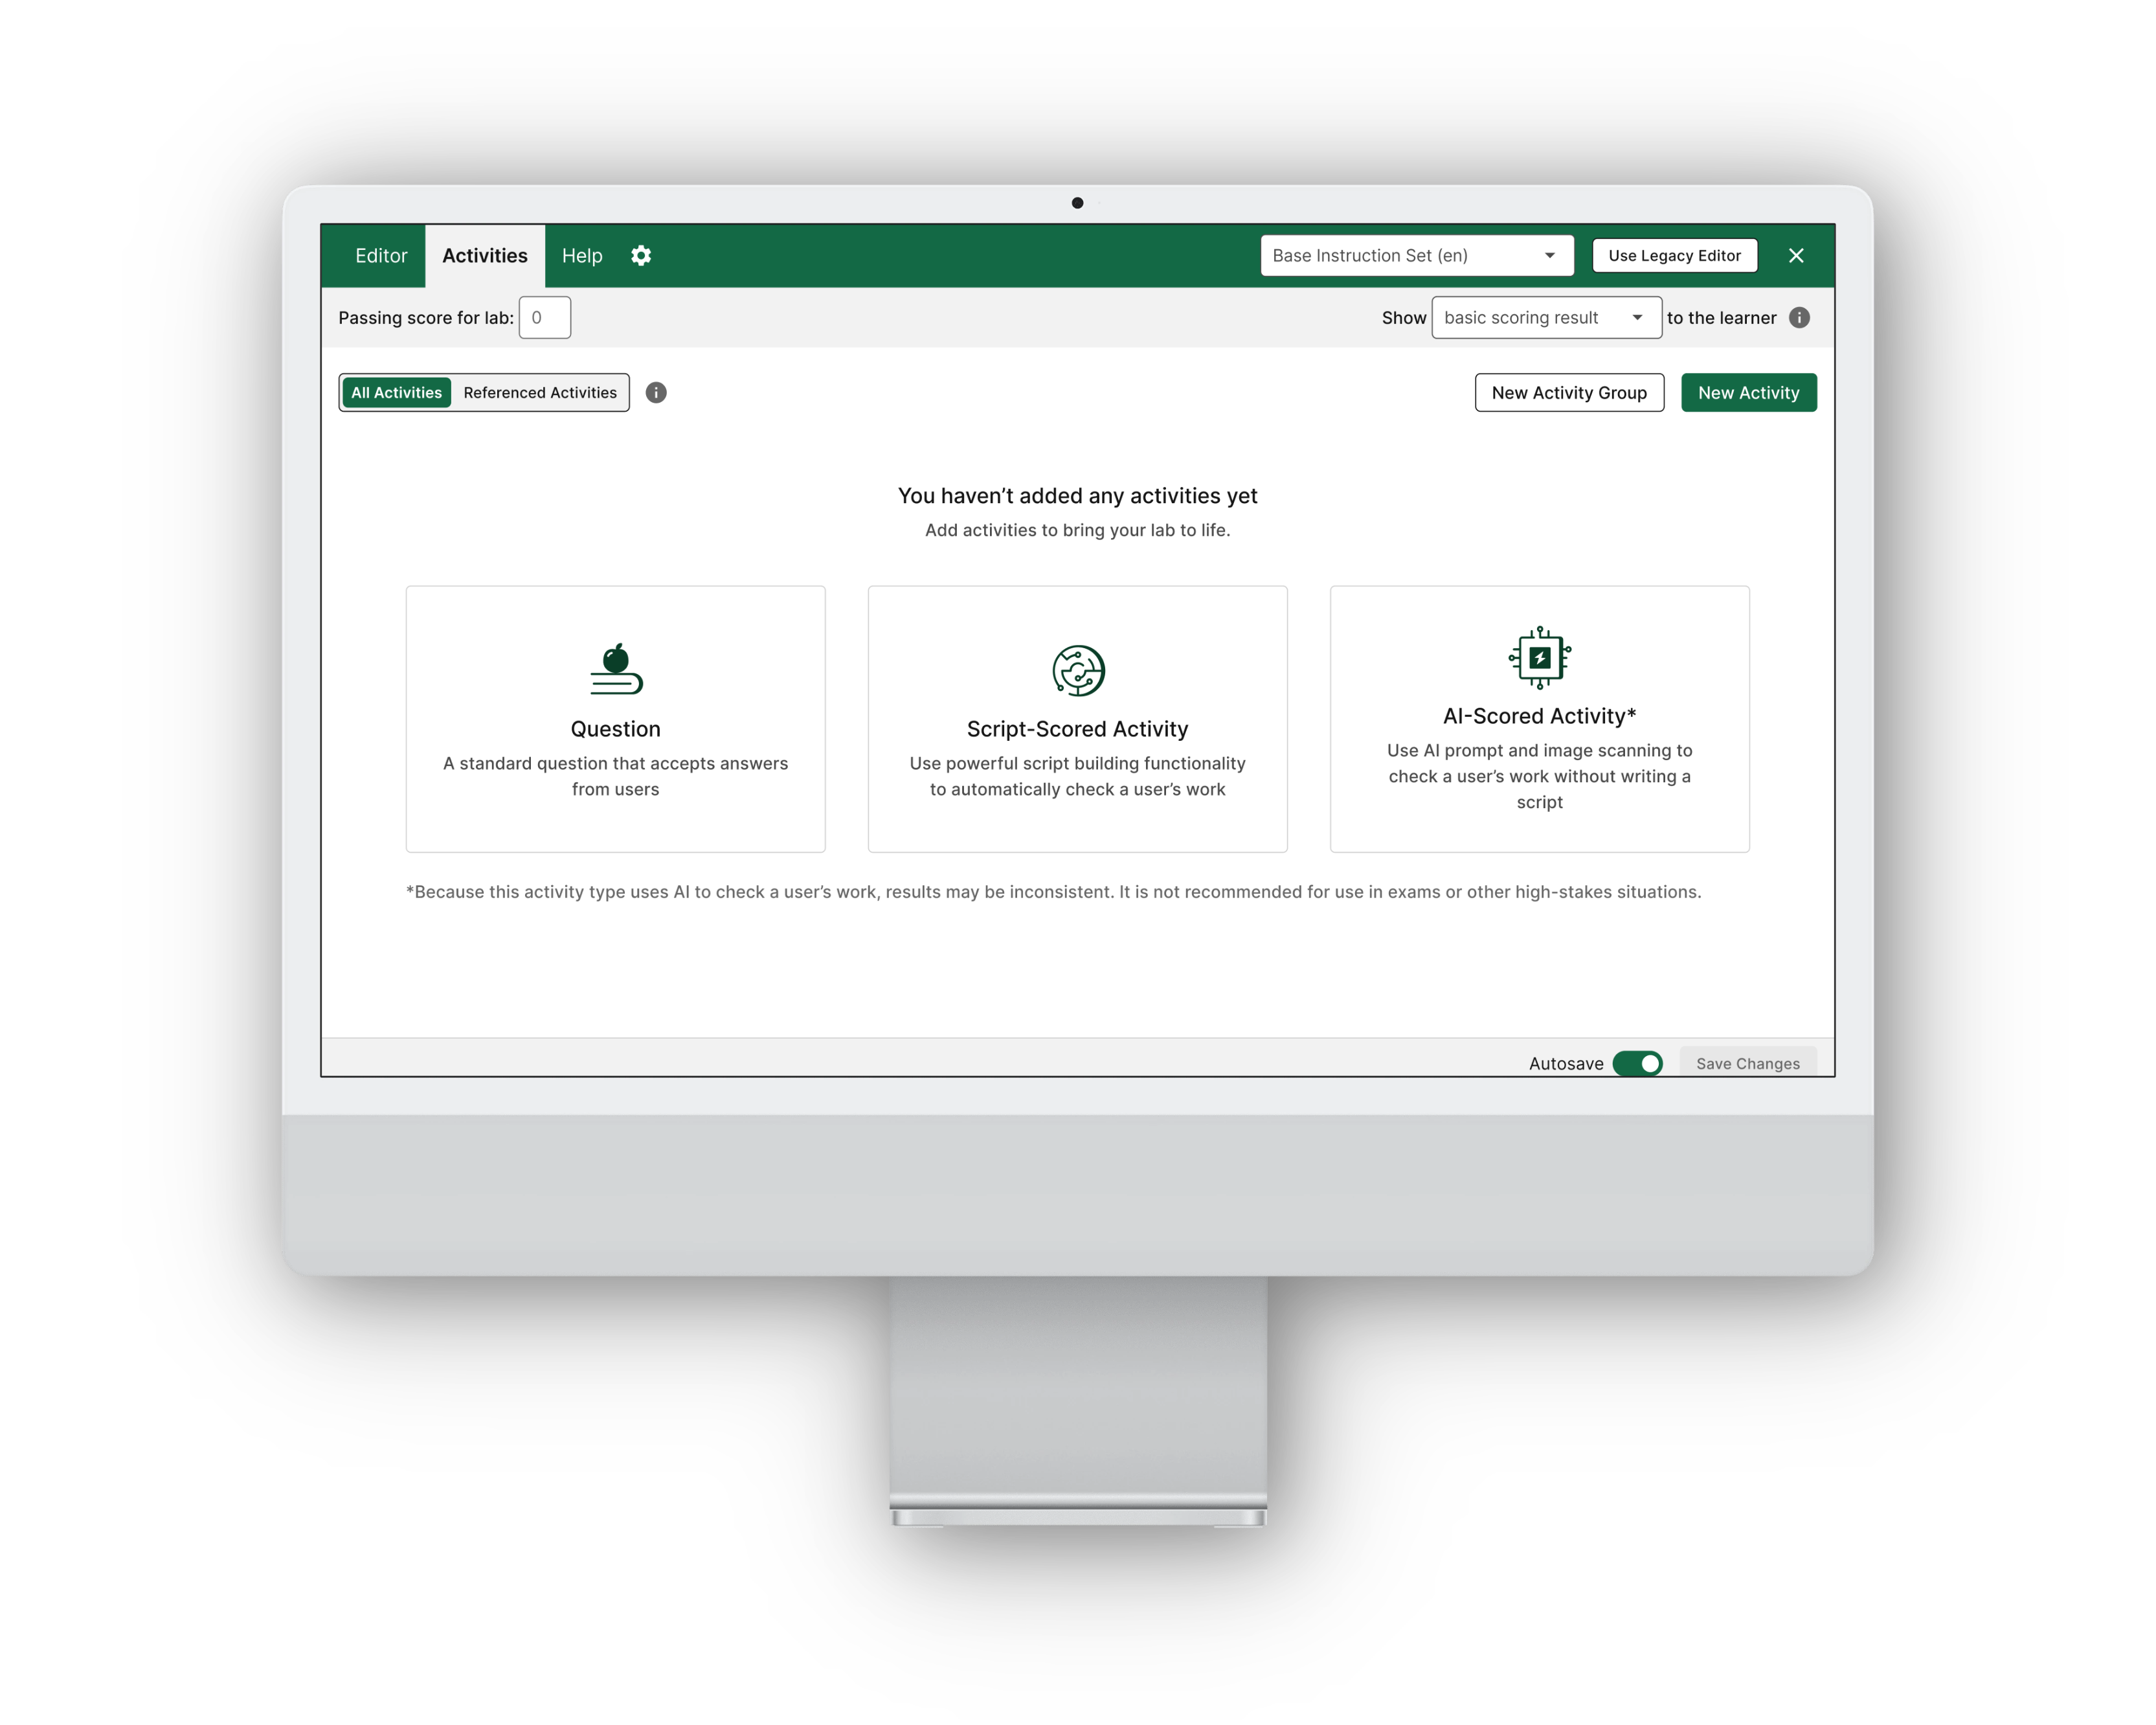 Editor Activities Help Base Instruction Set (en) Use Legacy Editor
Passing score for lab: 0 Show basic scoring result to the learner
All Activities Referenced Activities New Activity Group New Activity
You haven’t added any activities yet
Add activities to bring your lab to life.
Question
A standard question that accepts answers
from users
Script-Scored Activity
Use powerful script building functionality
to automatically check a user’s work
AI-Scored Activity*
Use AI prompt and image scanning to
check a user’s work without writing a
script
*Because this activity type uses AI to check a user’s work, results may be inconsistent. It is not recommended for use in exams or other high-stakes situations.
Autosave Save Changes